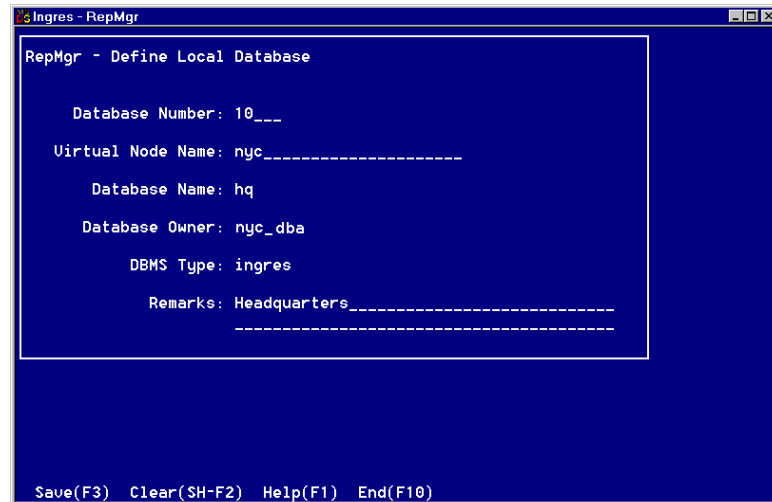 Ingres - RepMgr
RepMgr - Define Local Database
Database Number: 10___
Virtual Node Name: nyc_____________________
Database Name: hq
Database Owner: nyc_dba
DBMS Type: ingres
Remarks: Headquarters____________________________
________________________________________
Save(F3) Clear(SH-F2) Help(F1) End(F10)